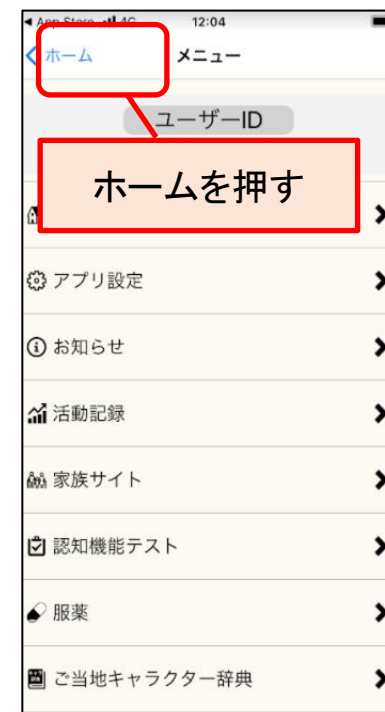 ◀ App Store 4G 12:04
ホーム メニュー
ユーザーID
ホームを押す
アプリ設定
お知らせ
活動記録
家族サイト
認知機能テスト
服薬
ご当地キャラクター辞典